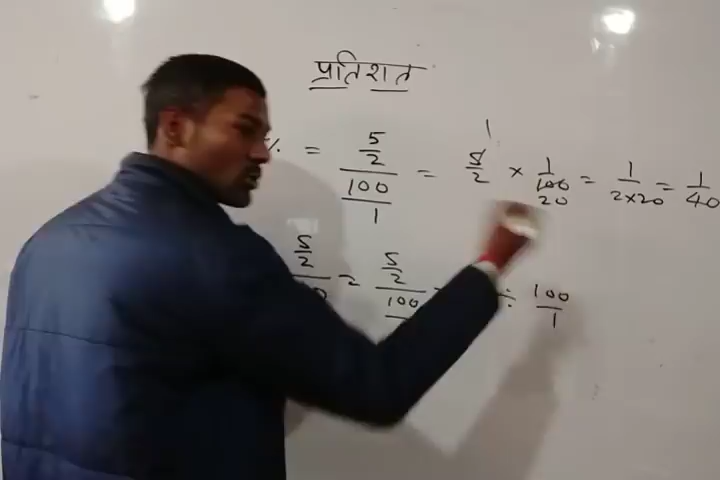 प्रतिशत
% = 5/2 / 100/1 = 5/2 × 1/100 = 1/2×20 = 1/40
1 20
5/2 = 5/2 / 100 ÷ 100/1